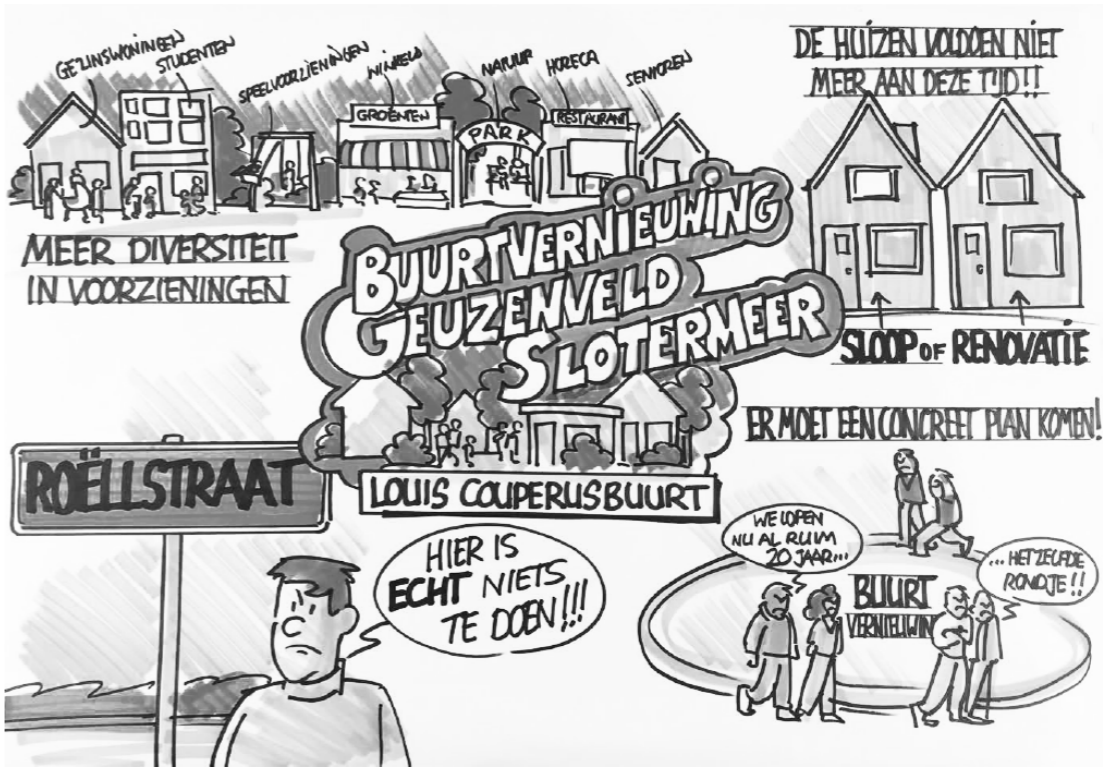 GEZINSWONINGEN
STUDENTEN
SPEELVOORZIENINGEN
WINKELS
NATUUR
HORECA
SENIOREN
GROENTEN
PARK
RESTAURANT
MEER DIVERSITEIT
IN VOORZIENINGEN
DE HUIZEN VOLDOEN NIET
MEER AAN DEZE TIJD!!
SLOOP OF RENOVATIE
BUURTVERNIEUWING
GEUZENVELD
SLOTERMEER
LOUIS COUPERUSBUURT
ROËLLSTRAAT
HIER IS
ECHT NIETS
TE DOEN!!!
ER MOET EEN CONCREET PLAN KOMEN!
WE LOPEN
NU AL RUIM
20 JAAR...
...HETZELFDE
RONDJE!!
BUURT
VERNIEUWIN